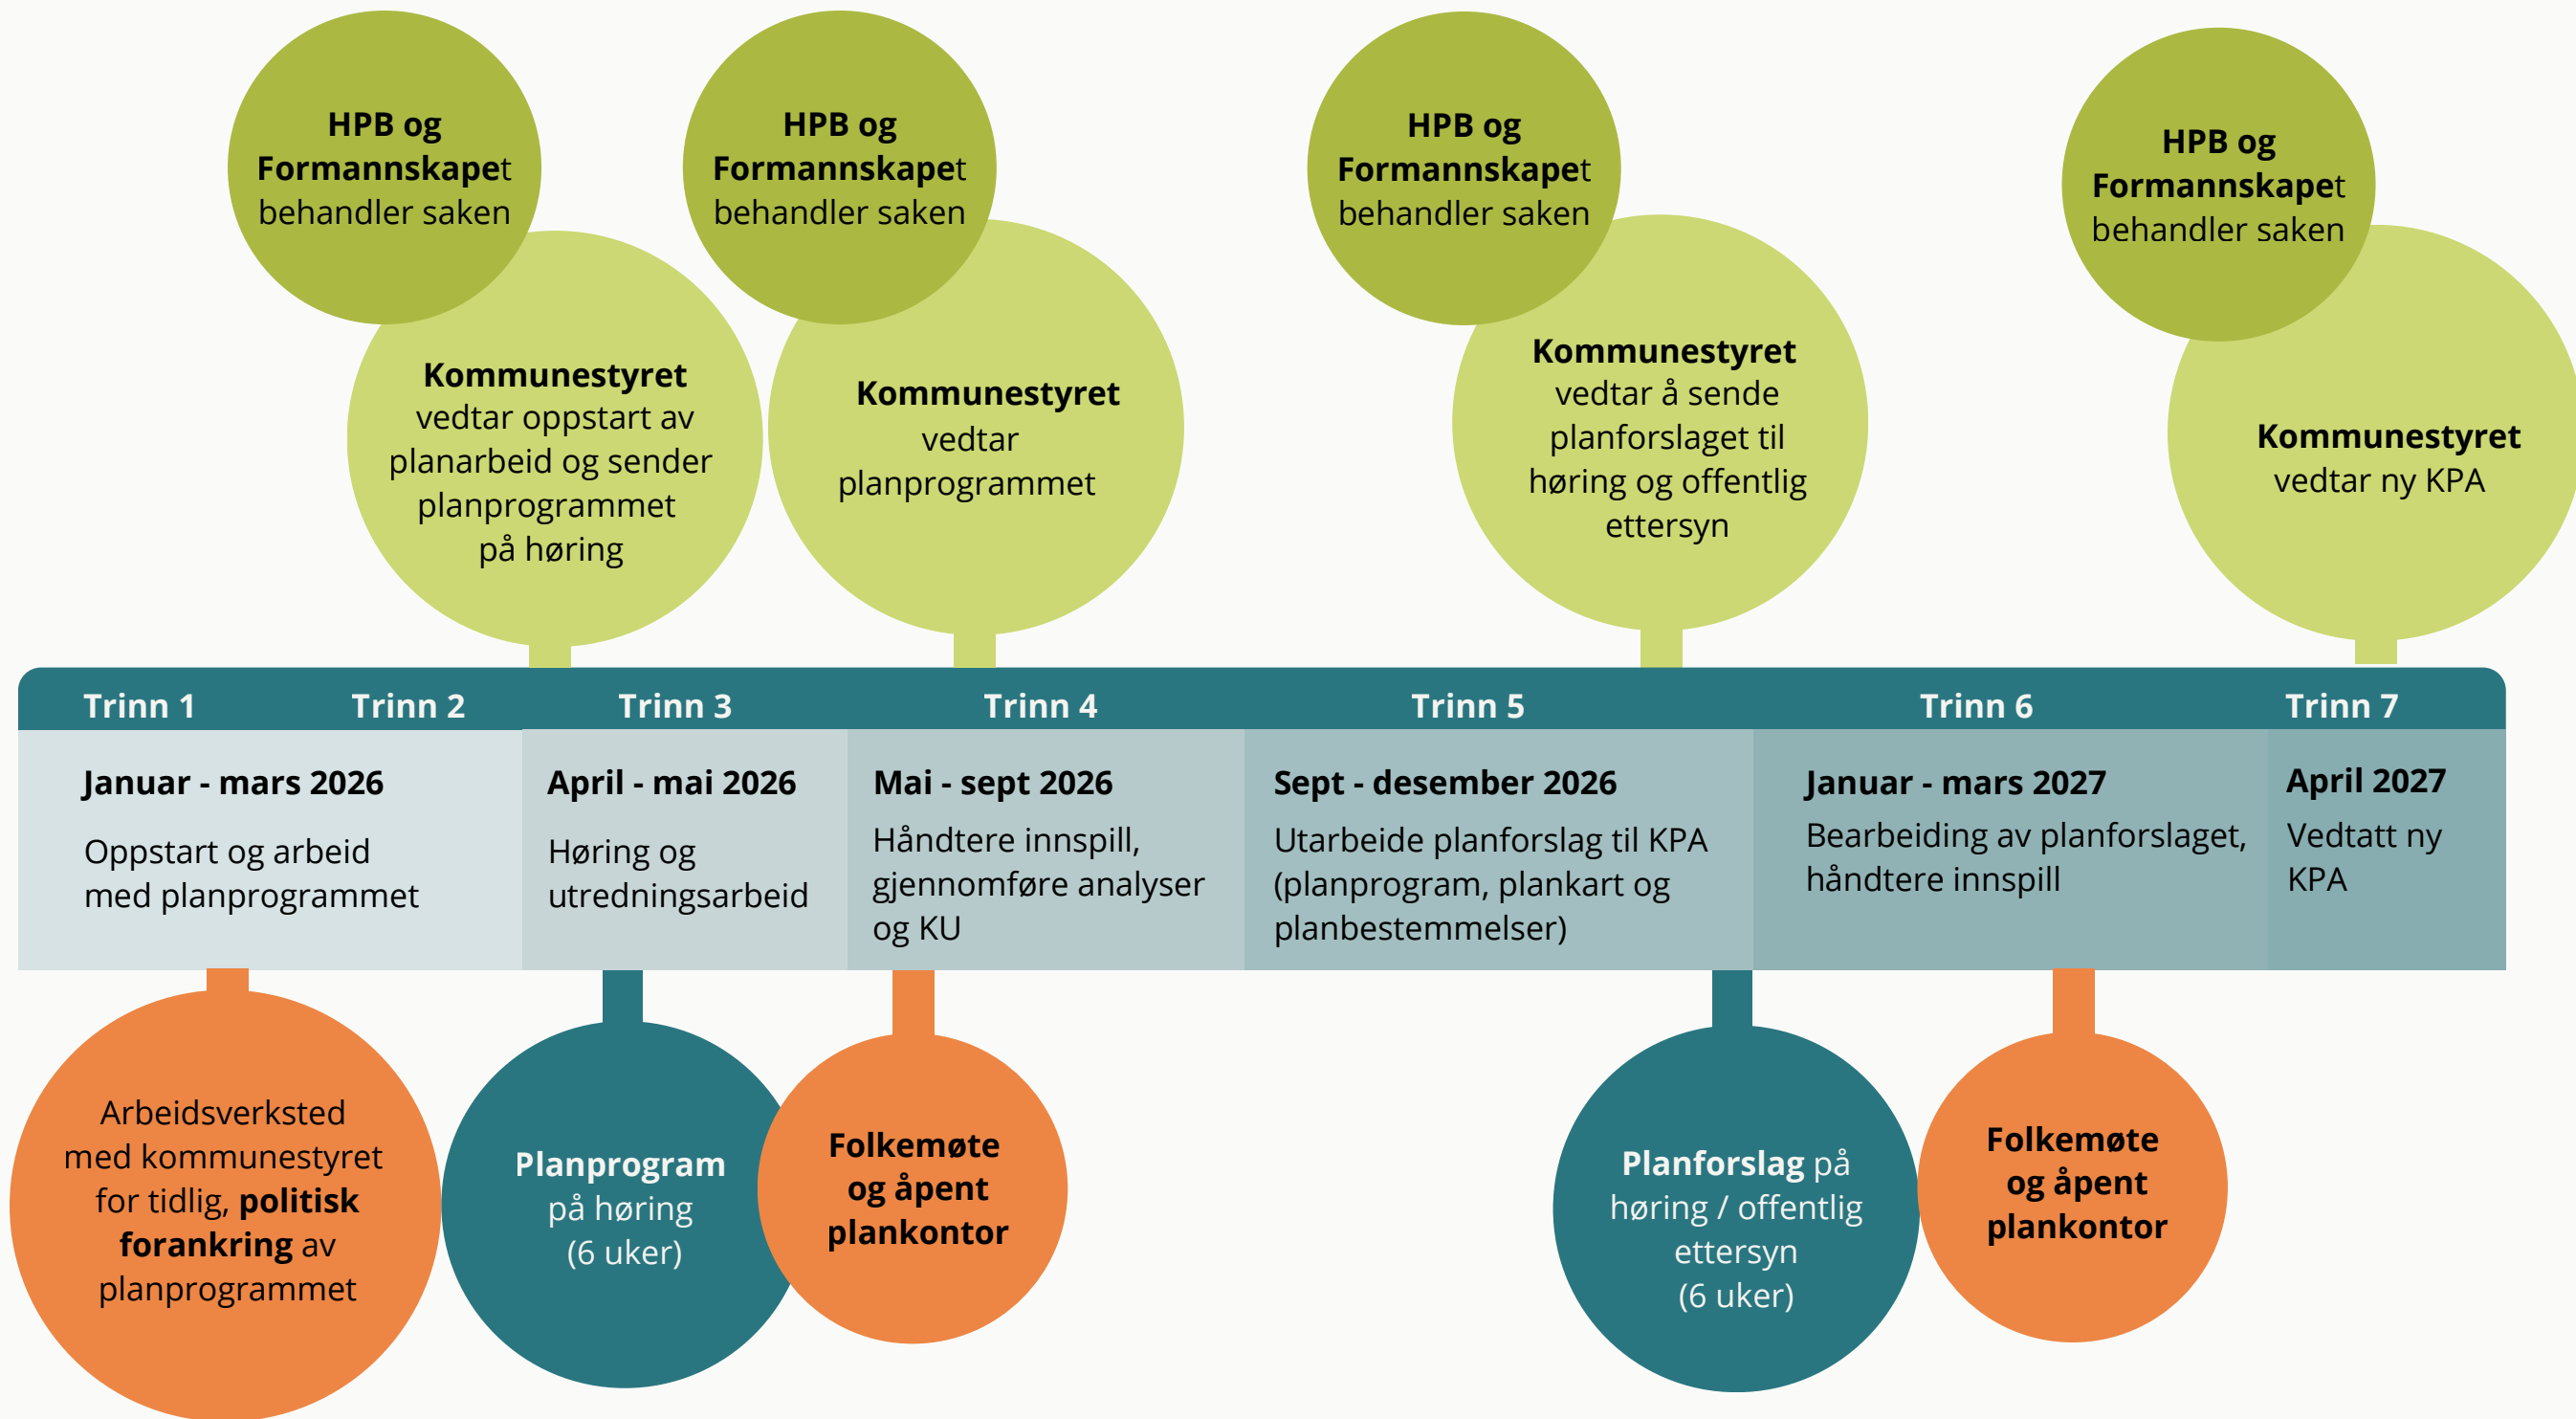 HPB og
Formannskapet
behandler saken
Kommunestyret
vedtar oppstart av
planarbeid og sender
planprogrammet
på høring
HPB og
Formannskapet
behandler saken
Kommunestyret
vedtar
planprogrammet
HPB og
Formannskapet
behandler saken
Kommunestyret
vedtar å sende
planforslaget til
høring og offentlig
ettersyn
HPB og
Formannskapet
behandler saken
Kommunestyret
vedtar ny KPA
Trinn 1
Trinn 2
Trinn 3
Trinn 4
Trinn 5
Trinn 6
Trinn 7
Januar - mars 2026
Oppstart og arbeid
med planprogrammet
April - mai 2026
Høring og
utredningsarbeid
Mai - sept 2026
Håndtere innspill,
gjennomføre analyser
og KU
Sept - desember 2026
Utarbeide planforslag til KPA
(planprogram, plankart og
planbestemmelser)
Januar - mars 2027
Bearbeiding av planforslaget,
håndtere innspill
April 2027
Vedtatt ny
KPA
Arbeidsverksted
med kommunestyret
for tidlig, politisk
forankring av
planprogrammet
Planprogram
på høring
(6 uker)
Folkemøte
og åpent
plankontor
Planforslag på
høring / offentlig
ettersyn
(6 uker)
Folkemøte
og åpent
plankontor